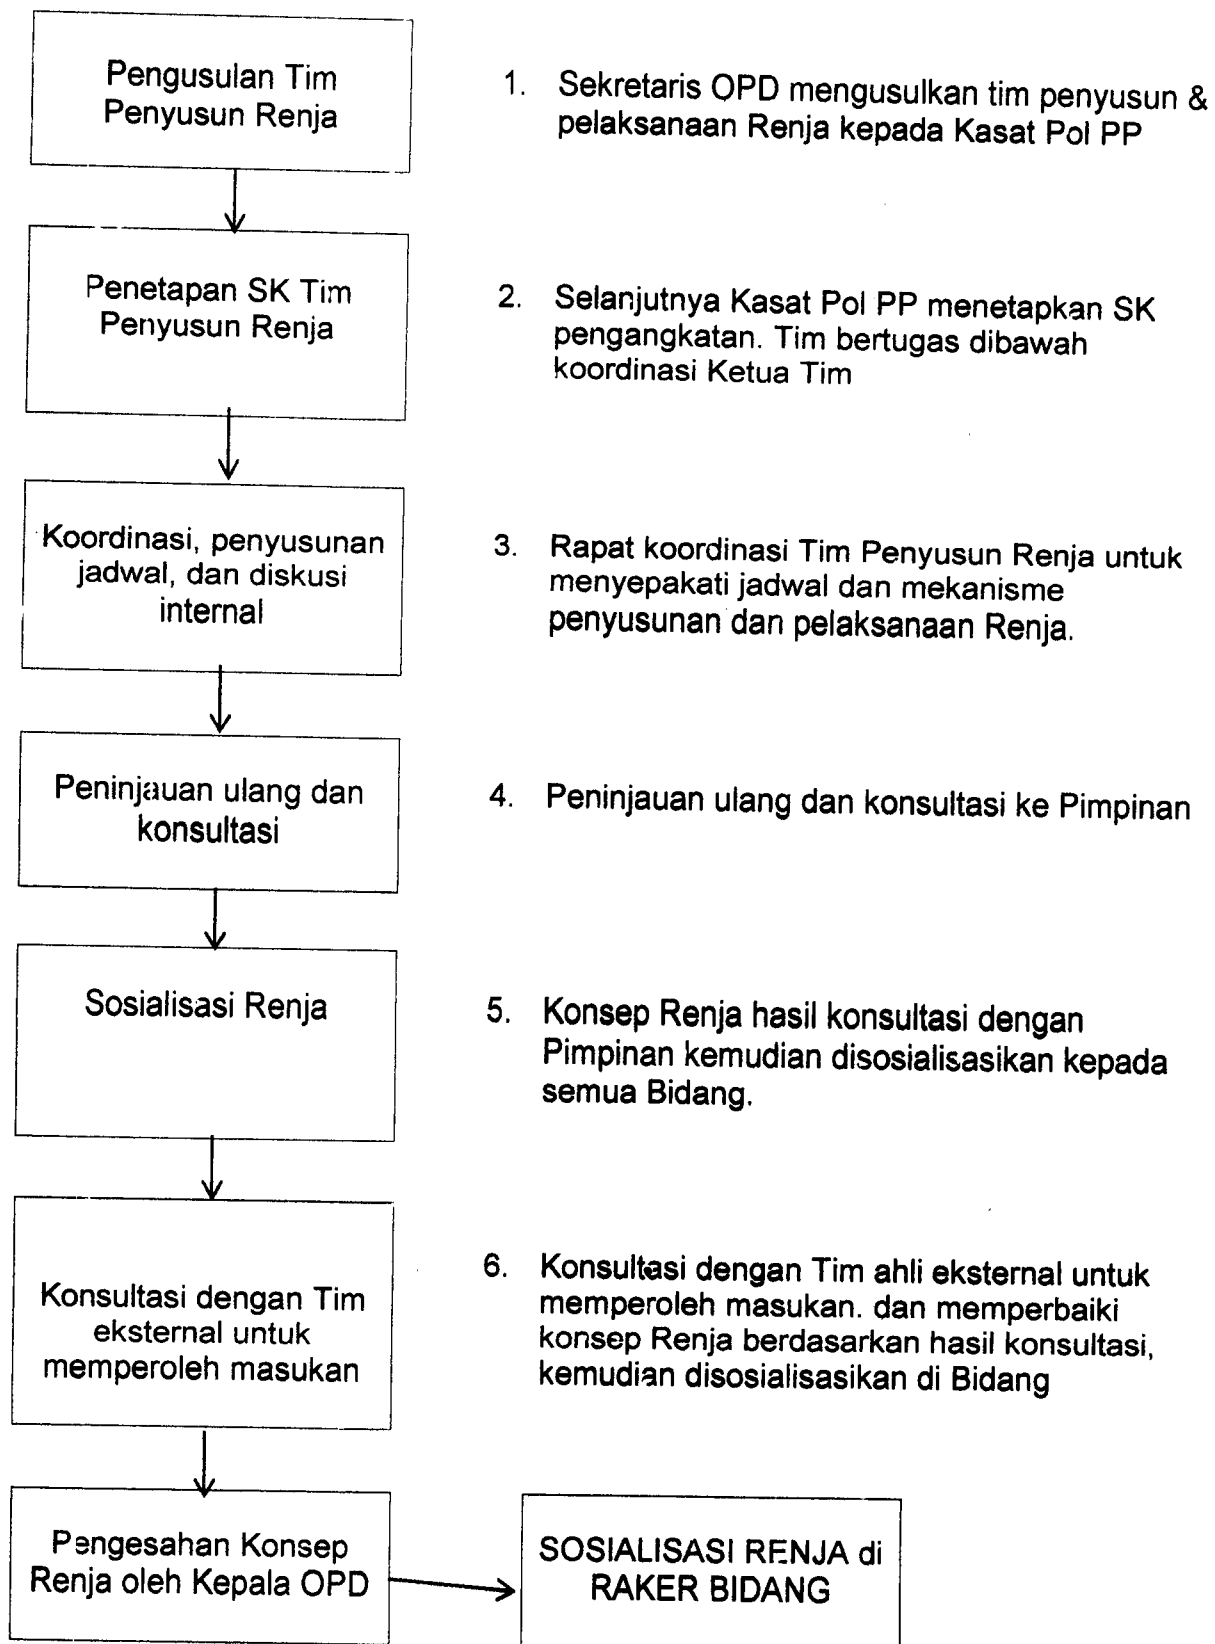 Pengusulan Tim
Penyusun Renja
1. Sekretaris OPD mengusulkan tim penyusun &
pelaksanaan Renja kepada Kasat Pol PP
Penetapan SK Tim
Penyusun Renja
2. Selanjutnya Kasat Pol PP menetapkan SK
pengangkatan. Tim bertugas dibawah
koordinasi Ketua Tim
Koordinasi, penyusunan
jadwal, dan diskusi
internal
3. Rapat koordinasi Tim Penyusun Renja untuk
menyepakati jadwal dan mekanisme
penyusunan dan pelaksanaan Renja.
Peninjauan ulang dan
konsultasi
4. Peninjauan ulang dan konsultasi ke Pimpinan
Sosialisasi Renja
5. Konsep Renja hasil konsultasi dengan
Pimpinan kemudian disosialisasikan kepada
semua Bidang.
Konsultasi dengan Tim
eksternal untuk
memperoleh masukan
6. Konsultasi dengan Tim ahli eksternal untuk
memperoleh masukan. dan memperbaiki
konsep Renja berdasarkan hasil konsultasi,
kemudian disosialisasikan di Bidang
Pengesahan Konsep
Renja oleh Kepala OPD
SOSIALISASI RENJA di
RAKER BIDANG